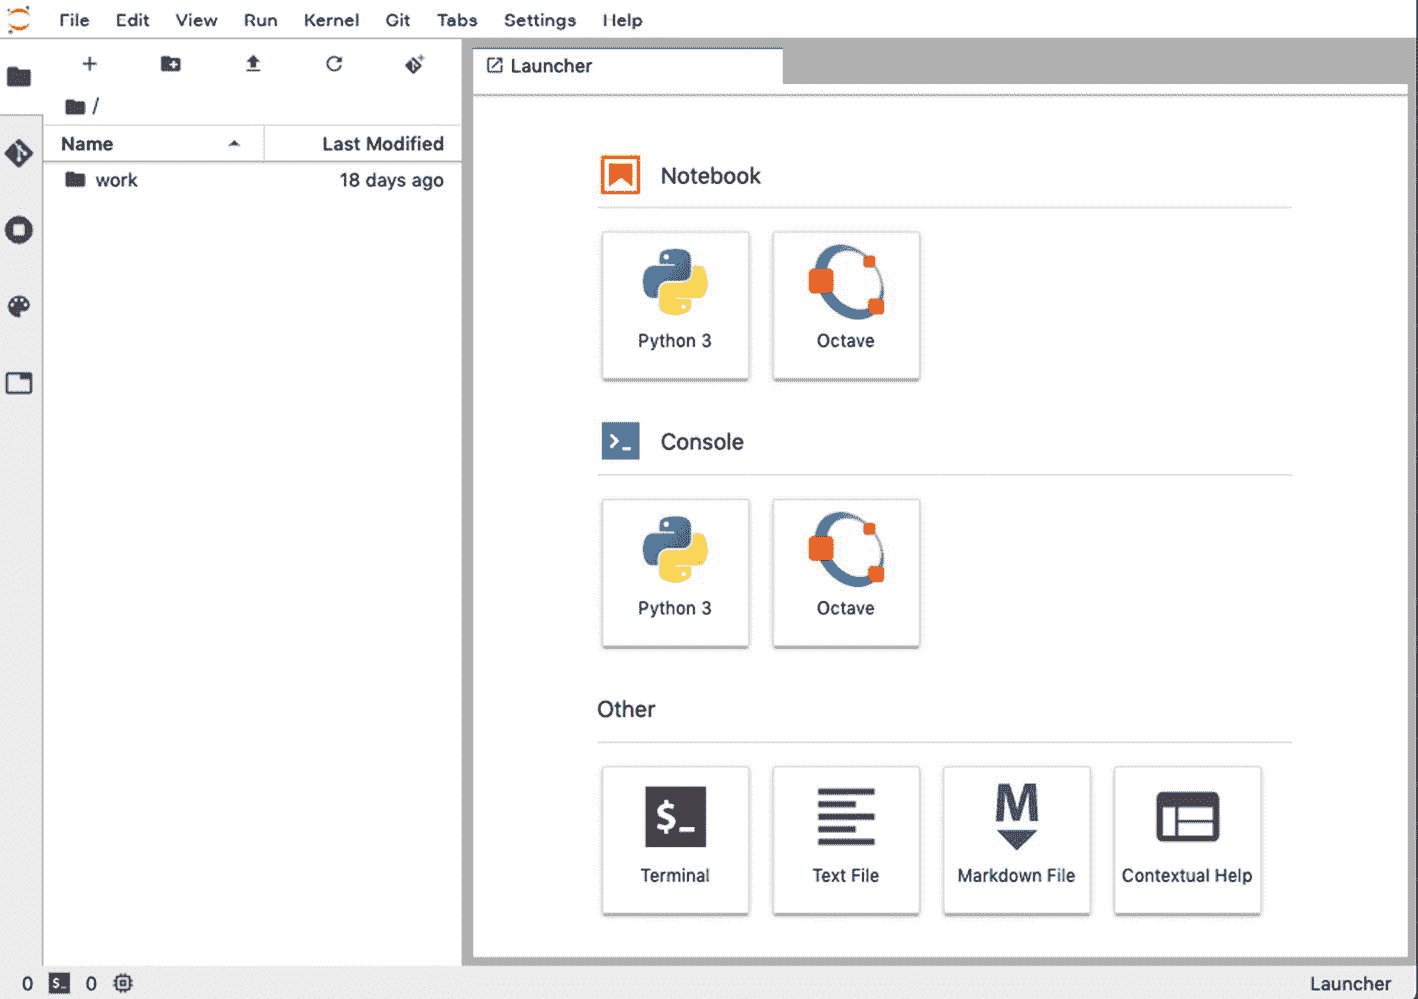 File Edit View Run Kernel Git Tabs Settings Help
Launcher
/
Name Last Modified
work 18 days ago
Notebook
Python 3 Octave
Console
>_
Python 3 Octave
Other
$_ M
Terminal Text File Markdown File Contextual Help
0 $_ 0 Launcher